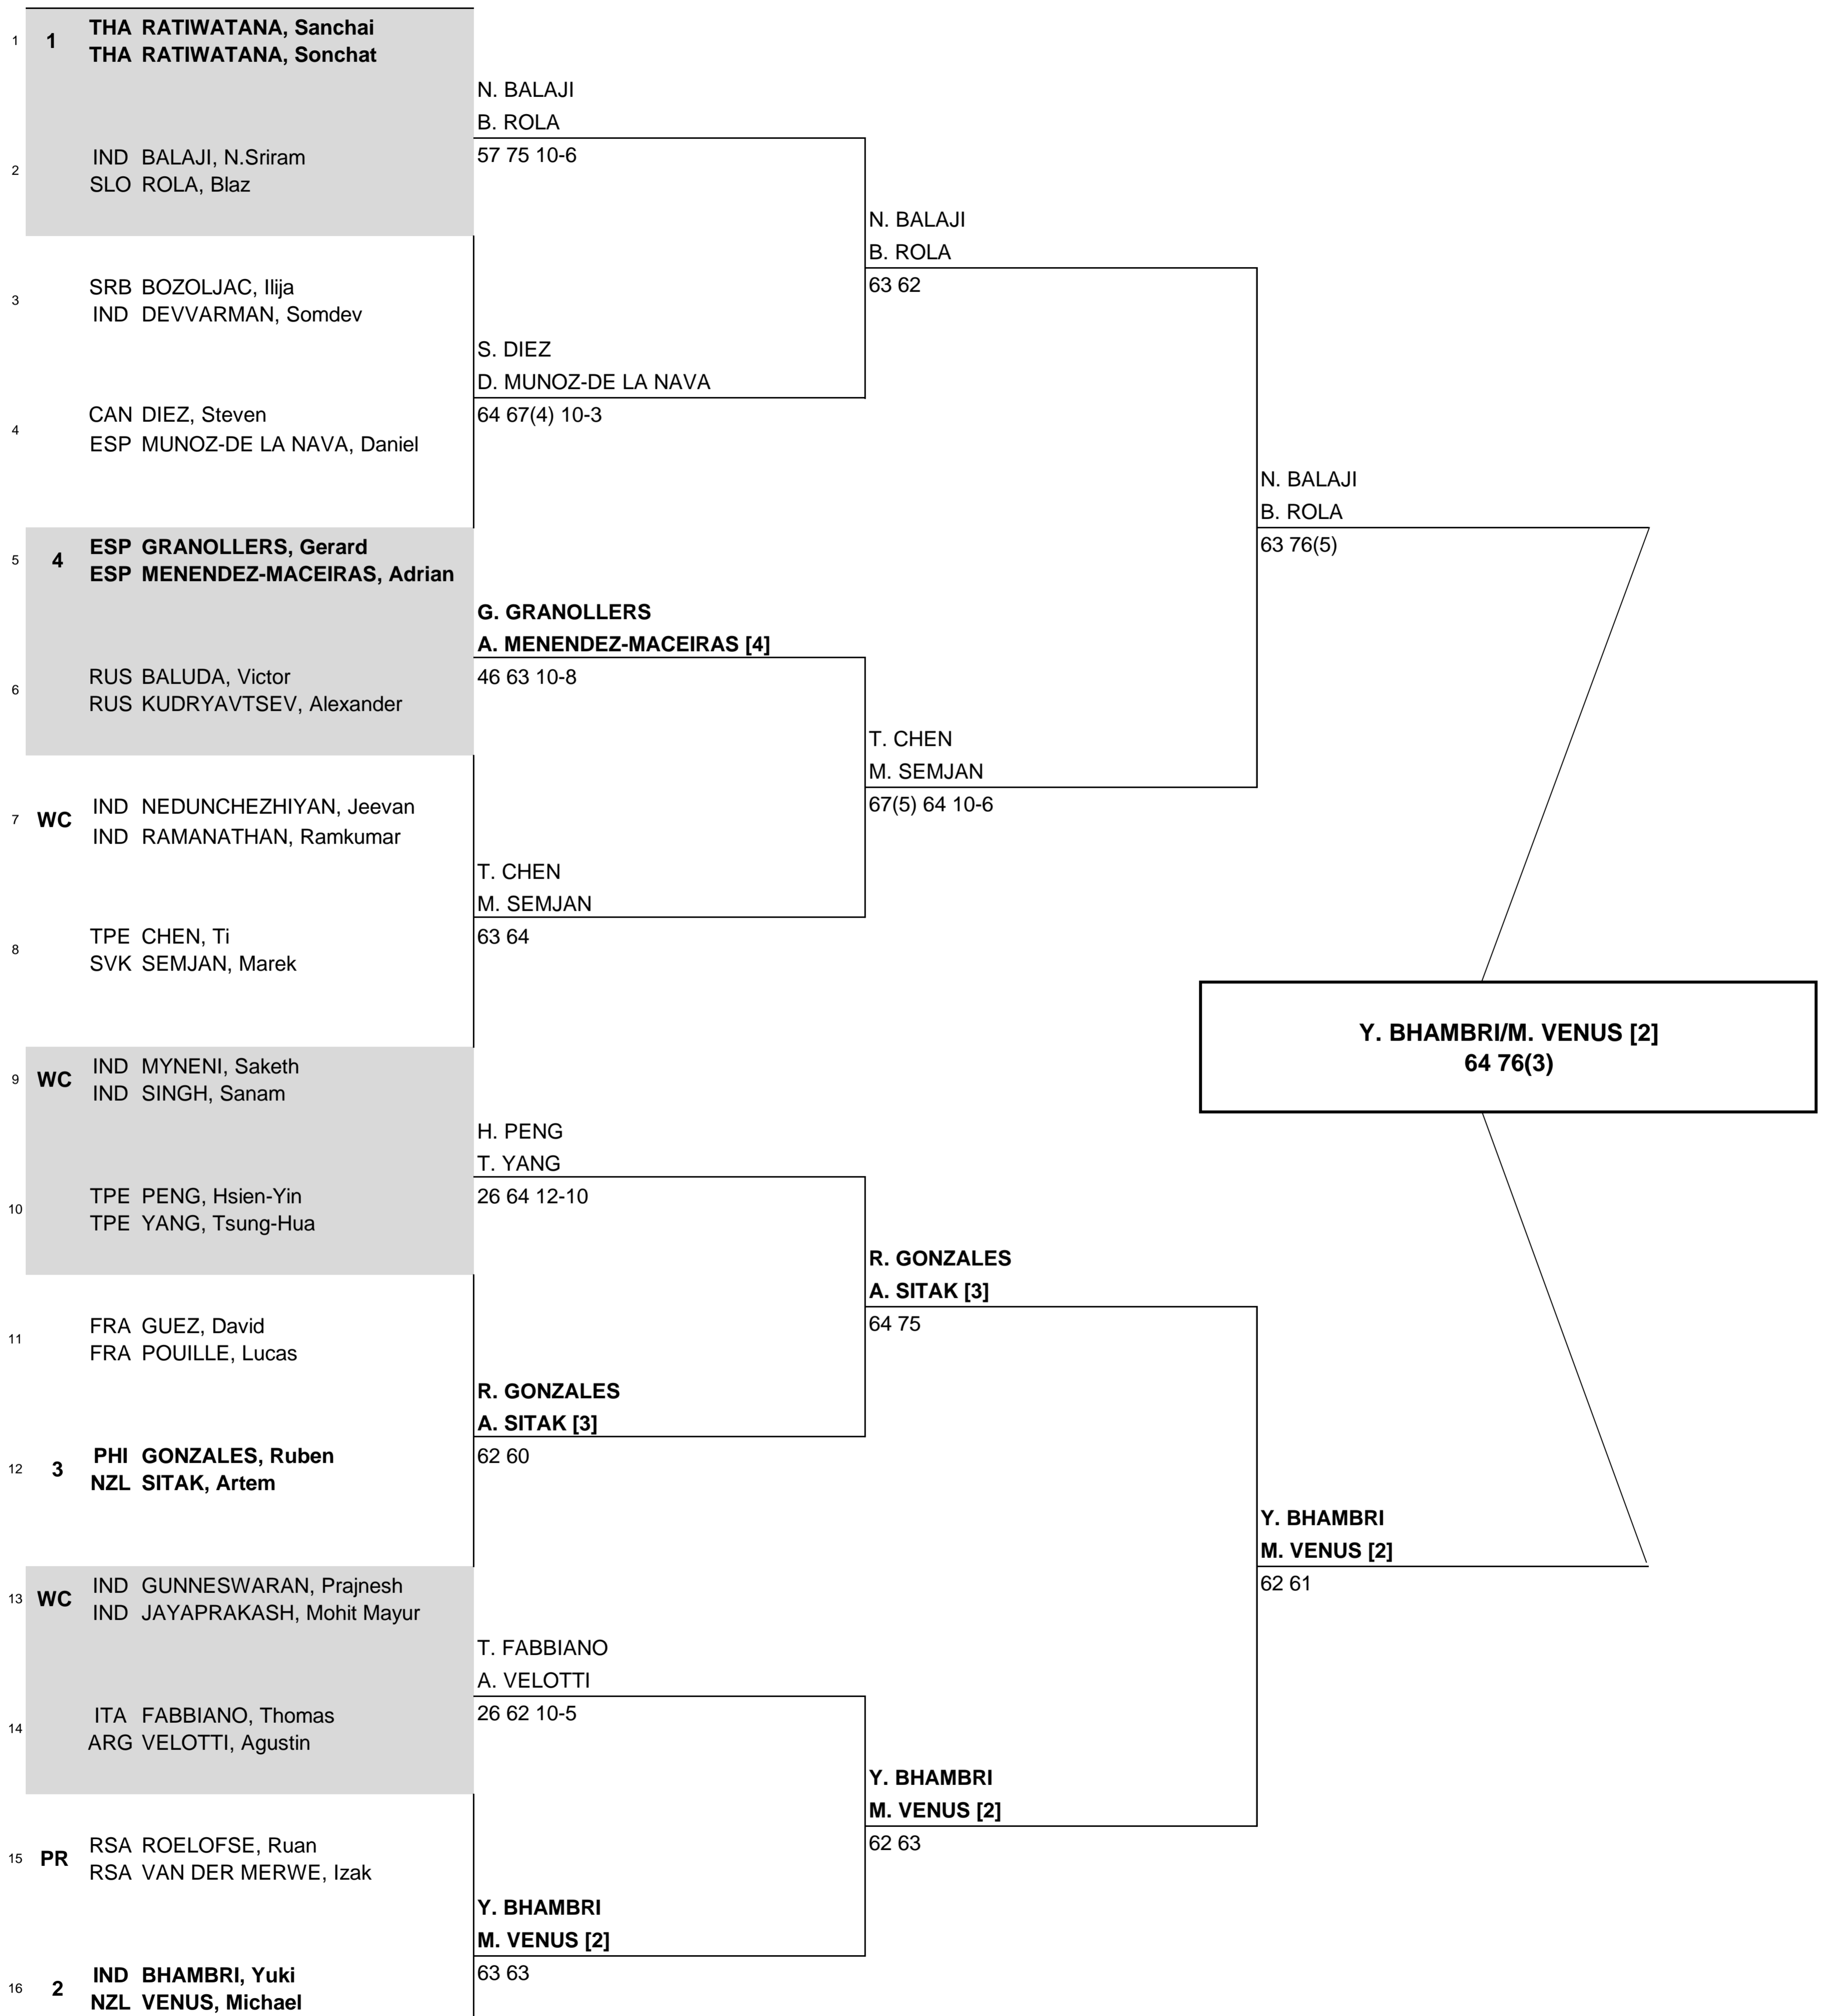 1 1 THA RATIWATANA, Sanchai
THA RATIWATANA, Sonchat
N. BALAJI
B. ROLA
57 75 10-6
2 IND BALAJI, N.Sriram
SLO ROLA, Blaz
N. BALAJI
B. ROLA
63 62
3 SRB BOZOLJAC, Ilija
IND DEVVARMAN, Somdev
S. DIEZ
D. MUNOZ-DE LA NAVA
64 67(4) 10-3
4 CAN DIEZ, Steven
ESP MUNOZ-DE LA NAVA, Daniel
N. BALAJI
B. ROLA
63 76(5)
5 4 ESP GRANOLLERS, Gerard
ESP MENENDEZ-MACEIRAS, Adrian
G. GRANOLLERS
A. MENENDEZ-MACEIRAS [4]
46 63 10-8
6 RUS BALUDA, Victor
RUS KUDRYAVTSEV, Alexander
T. CHEN
M. SEMJAN
67(5) 64 10-6
7 WC IND NEDUNCHEZHIYAN, Jeevan
IND RAMANATHAN, Ramkumar
T. CHEN
M. SEMJAN
63 64
8 TPE CHEN, Ti
SVK SEMJAN, Marek
Y. BHAMBRI/M. VENUS [2]
64 76(3)
9 WC IND MYNENI, Saketh
IND SINGH, Sanam
H. PENG
T. YANG
26 64 12-10
10 TPE PENG, Hsien-Yin
TPE YANG, Tsung-Hua
R. GONZALES
A. SITAK [3]
64 75
11 FRA GUEZ, David
FRA POUILLE, Lucas
R. GONZALES
A. SITAK [3]
62 60
12 3 PHI GONZALES, Ruben
NZL SITAK, Artem
Y. BHAMBRI
M. VENUS [2]
62 61
13 WC IND GUNNESWARAN, Prajnesh
IND JAYAPRAKASH, Mohit Mayur
T. FABBIANO
A. VELOTTI
26 62 10-5
14 ITA FABBIANO, Thomas
ARG VELOTTI, Agustin
Y. BHAMBRI
M. VENUS [2]
62 63
15 PR RSA ROELOFSE, Ruan
RSA VAN DER MERWE, Izak
Y. BHAMBRI
M. VENUS [2]
63 63
16 2 IND BHAMBRI, Yuki
NZL VENUS, Michael